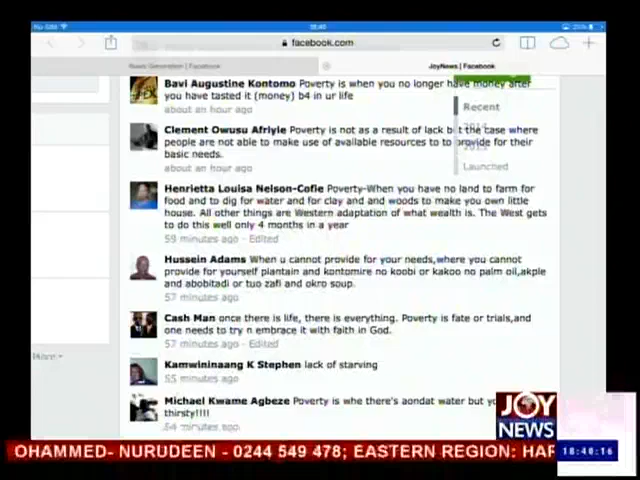 facebook.com
News Generation | Facebook
JoyNews | Facebook
Bavi Augustine Kontomo Poverty is when you no longer have money after
you have tasted it (money) b4 in ur life
about an hour ago
Recent
Clement Owusu Afriyie Poverty is not as a result of lack but the case where
people are not able to make use of available resources to to provide for their
basic needs.
about an hour ago
Launched
Henrietta Louisa Nelson-Cofie Poverty-When you have no land to farm for
food and to dig for water and for clay and and woods to make you own little
house. All other things are Western adaptation of what wealth is. The West gets
to do this well only 4 months in a year
59 minutes ago · Edited
Hussein Adams When u cannot provide for your needs,where you cannot
provide for yourself plantain and kontomire no koobi or kakoo no palm oil,akple
and abobitadi or tuo zafi and okro soup.
57 minutes ago
Cash Man once there is life, there is everything. Poverty is fate or trials,and
one needs to try n embrace it with faith in God.
57 minutes ago · Edited
Kamwininaang K Stephen lack of starving
55 minutes ago
Michael Kwame Agbeze Poverty is whe there's aondat water but yo
thirsty!!!!
54 minutes ago
JOY
NEWS
OHAMMED- NURUDEEN - 0244 549 478; EASTERN REGION: HAF
18:48:16